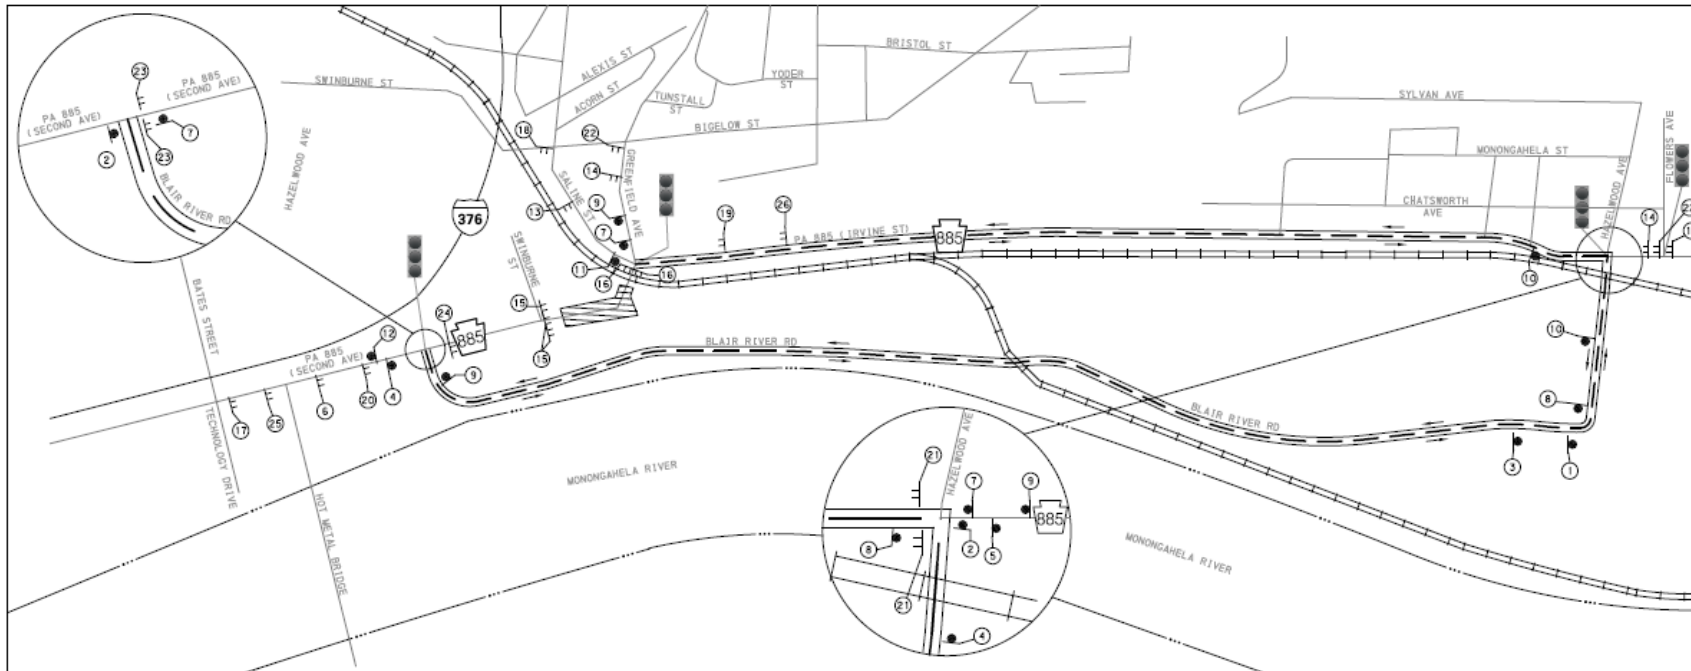 23
PA 885
(SECOND AVE)
PA 885
(SECOND AVE)
7
2
23
BLAIR RIVER RD
HAZELWOOD AVE
SWINBURNE ST
ALEXIS ST
ACORN ST
TUNSTALL
ST
YODER
ST
BRISTOL ST
BIGELOW ST
SYLVAN AVE
MONONGAHELA ST
CHATSWORTH
AVE
HAZELWOOD AVE
FLOWERS AVE
18
22
14
GREENFIELD AVE
SALINE ST
13
9
7
11
16
16
376
SWINBURNE
ST
19
26
PA 885 (IRVINE ST)
885
10
14
10
8
3
1
BATES STREET
24
885
12
15
15
PA 885
(SECOND AVE)
9
4
20
6
25
17
TECHNOLOGY DRIVE
HOT METAL BRIDGE
BLAIR RIVER RD
BLAIR RIVER RD
MONONGAHELA RIVER
MONONGAHELA RIVER
21
HAZELWOOD AVE
7
9
885
8
2
5
21
4